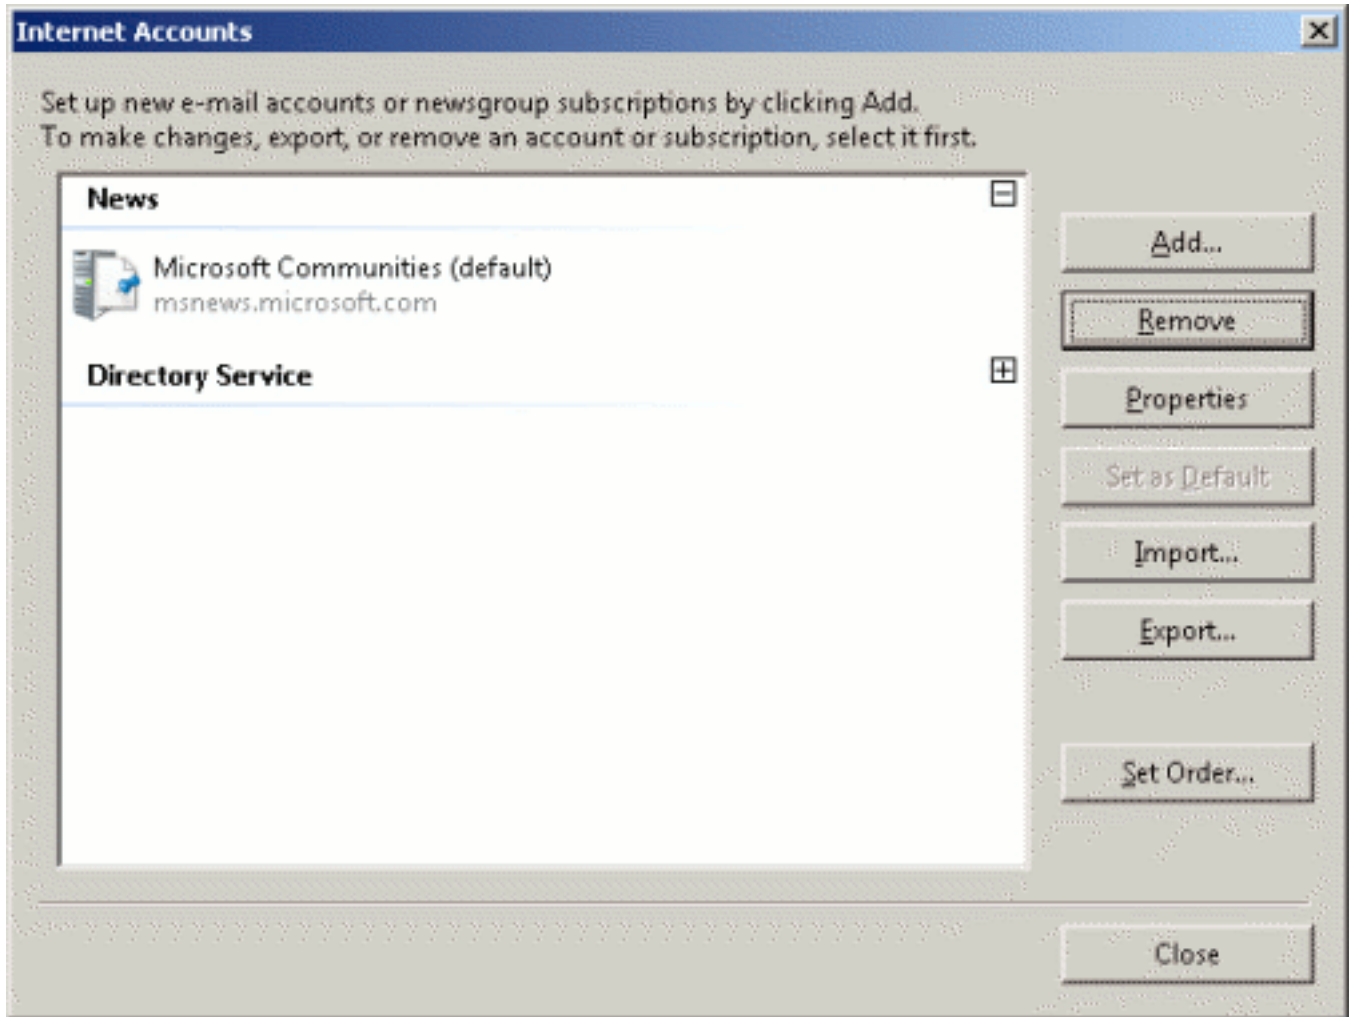 Internet Accounts
Set up new e-mail accounts or newsgroup subscriptions by clicking Add.
To make changes, export, or remove an account or subscription, select it first.
News
Microsoft Communities (default)
msnews.microsoft.com
Directory Service
Add...
Remove
Properties
Set as Default
Import...
Export...
Set Order...
Close